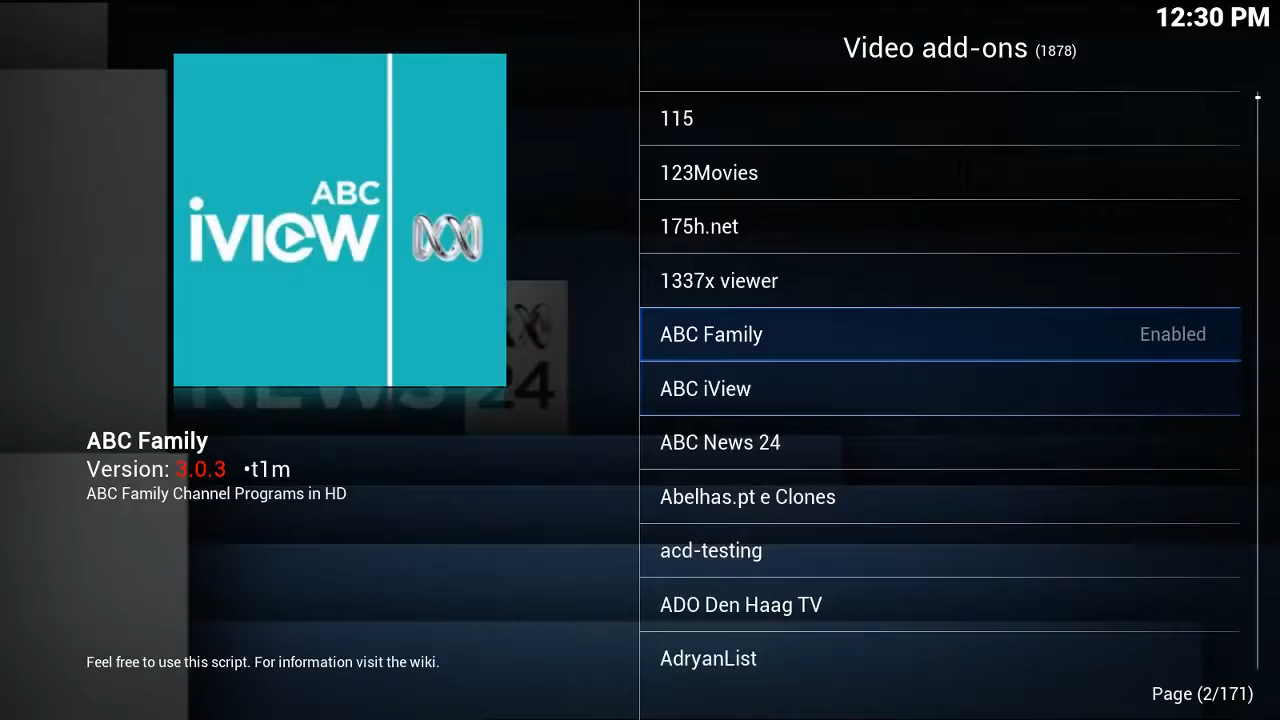 12:30 PM
Video add-ons (1878)
ABC
iview
NEWS 24
ABC Family
Version: 3.0.3 •t1m
ABC Family Channel Programs in HD
Feel free to use this script. For information visit the wiki.
115
123Movies
175h.net
1337x viewer
ABC Family Enabled
ABC iView
ABC News 24
Abelhas.pt e Clones
acd-testing
ADO Den Haag TV
AdryanList
Page (2/171)